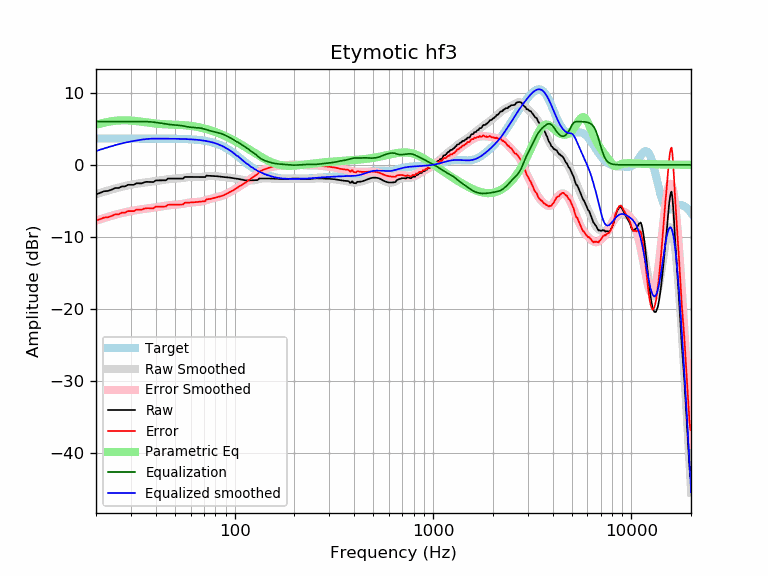 Etymotic hf3
10
0
−10
−20
−30
−40
Amplitude (dBr)
Target
Raw Smoothed
Error Smoothed
Raw
Error
Parametric Eq
Equalization
Equalized smoothed
100
1000
10000
Frequency (Hz)